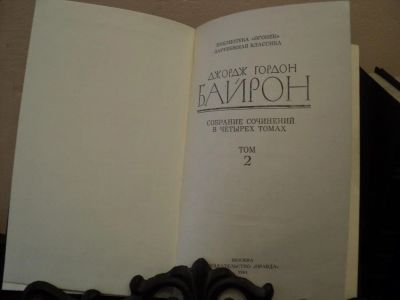 БИБЛИОТЕКА «ОГОНЕК»
ЗАРУБЕЖНАЯ КЛАССИКА
ДЖОРДЖ ГОРДОН
БАЙРОН
СОБРАНИЕ СОЧИНЕНИЙ
В ЧЕТЫРЕХ ТОМАХ
ТОМ
2
МОСКВА
ИЗДАТЕЛЬСТВО «ПРАВДА»